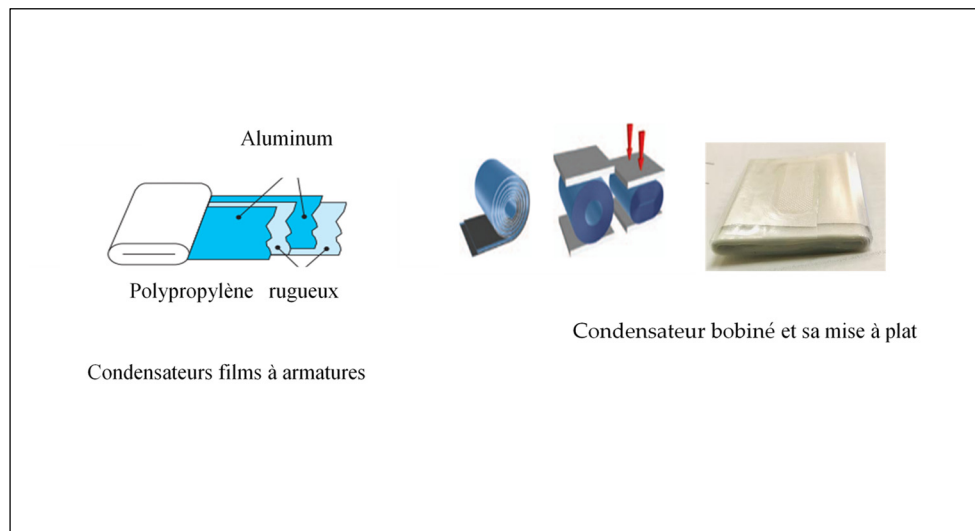 Aluminum
Polypropylène rugueux
Condensateurs films à armatures
Condensateur bobiné et sa mise à plat